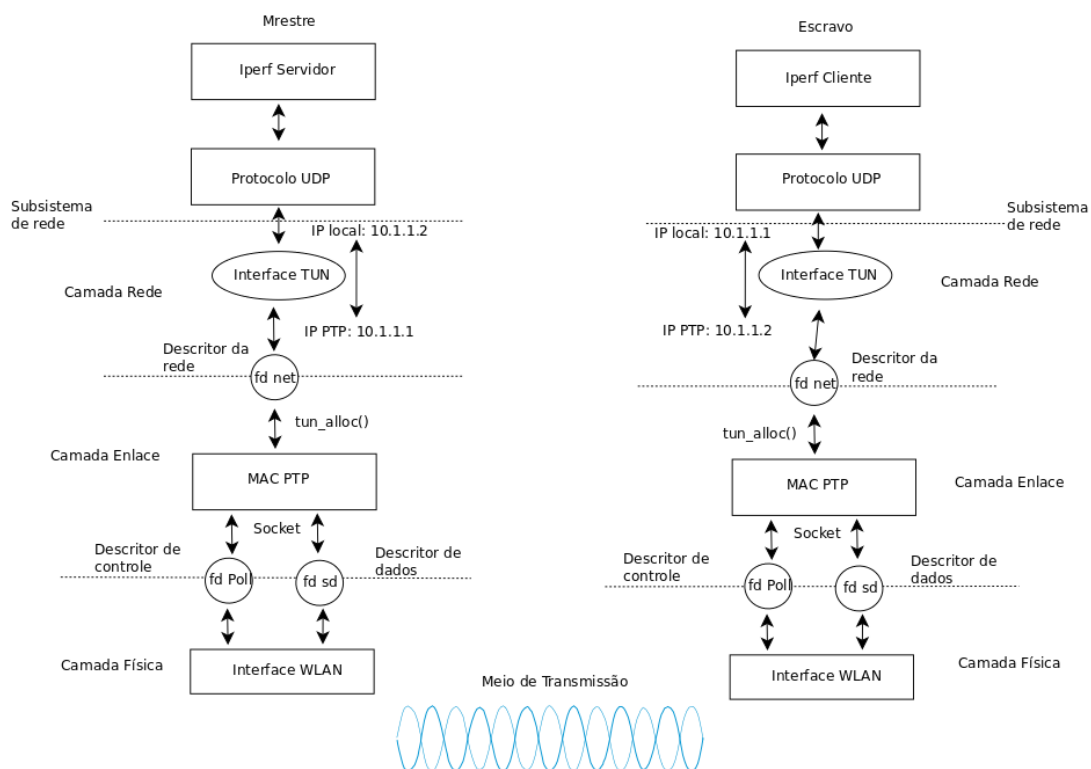 Mrestre
Iperf Servidor
Protocolo UDP
Subsistema
de rede
IP local: 10.1.1.2
Interface TUN
Camada Rede
IP PTP: 10.1.1.1
Descritor da
rede
fd net
tun_alloc()
Camada Enlace
MAC PTP
Socket
Descritor de
controle
fd Poll
fd sd
Descritor de
dados
Camada Física
Interface WLAN
Escravo
Iperf Cliente
Protocolo UDP
Subsistema
de rede
IP local: 10.1.1.1
Interface TUN
Camada Rede
IP PTP: 10.1.1.2
Descritor da
rede
fd net
tun_alloc()
MAC PTP
Camada Enlace
Socket
Descritor de
controle
fd Poll
fd sd
Descritor de
dados
Interface WLAN
Camada Física
Meio de Transmissão